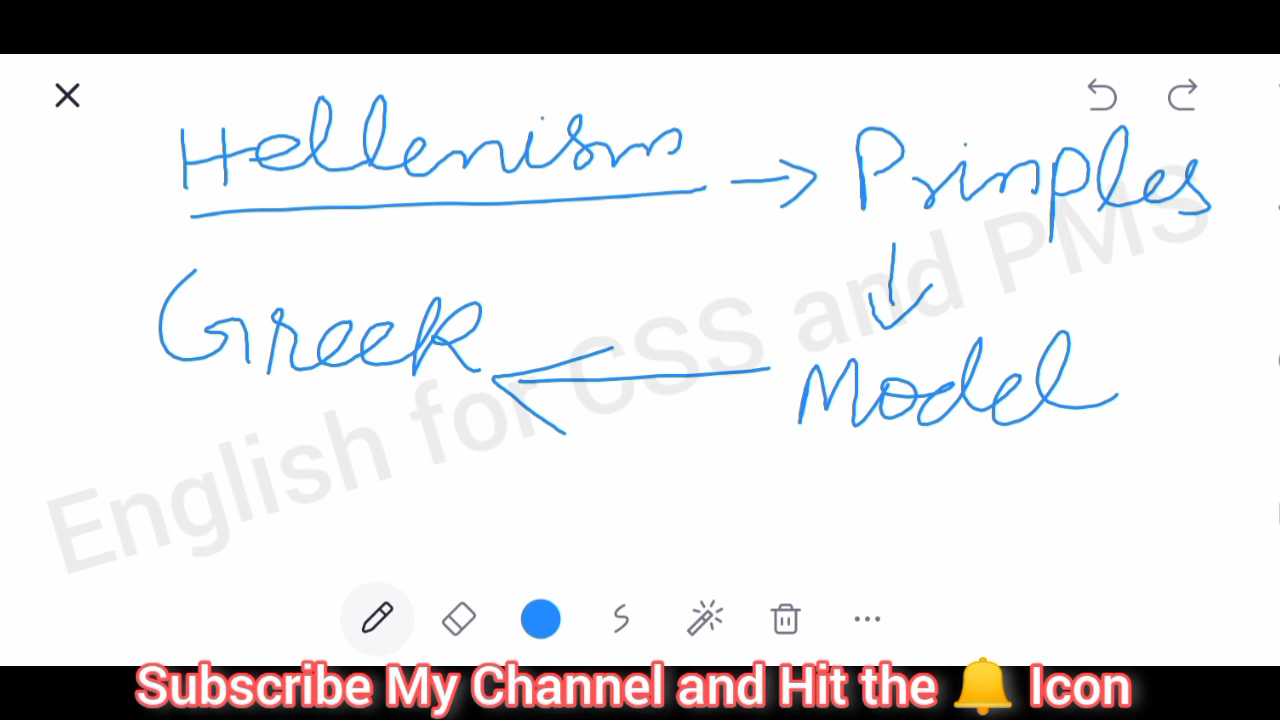 Hellenism → Prinples
↓
Greek ← Model
English for CSS and PMS
Subscribe My Channel and Hit the 🔔 Icon